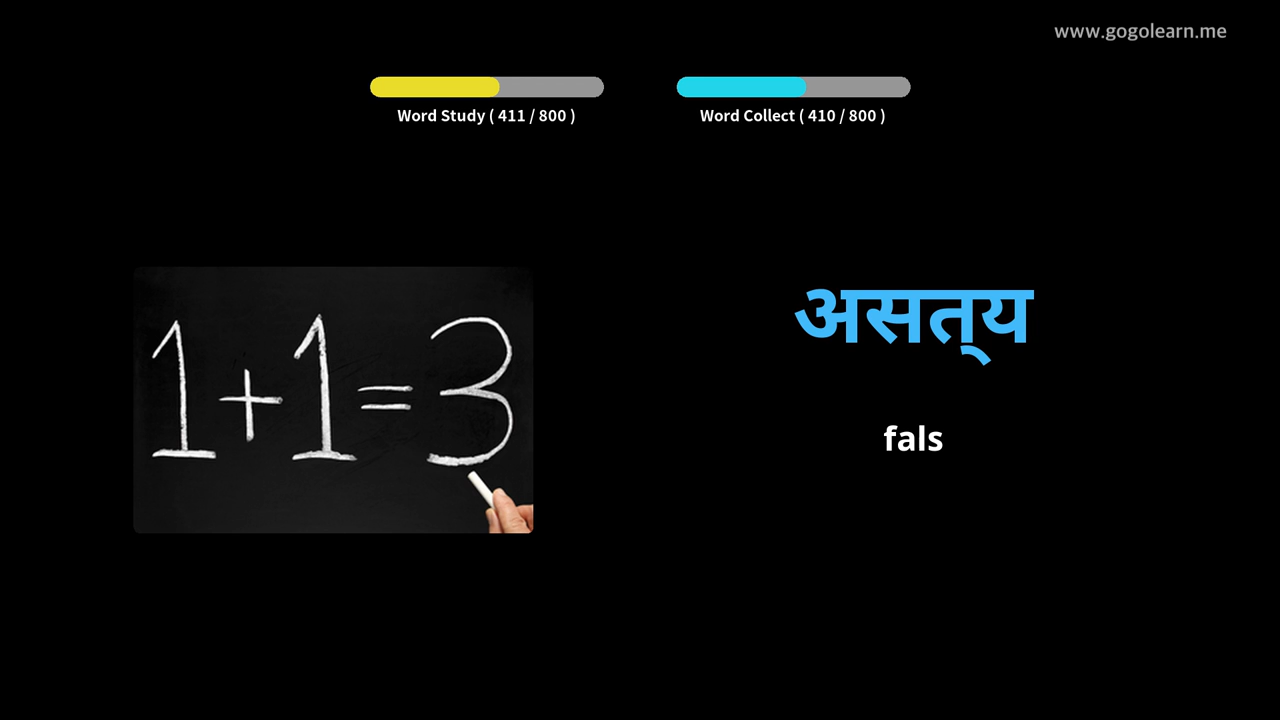 www.gogolearn.me
Word Study ( 411 / 800 )
Word Collect ( 410 / 800 )
1+1=3
असत्य
fals